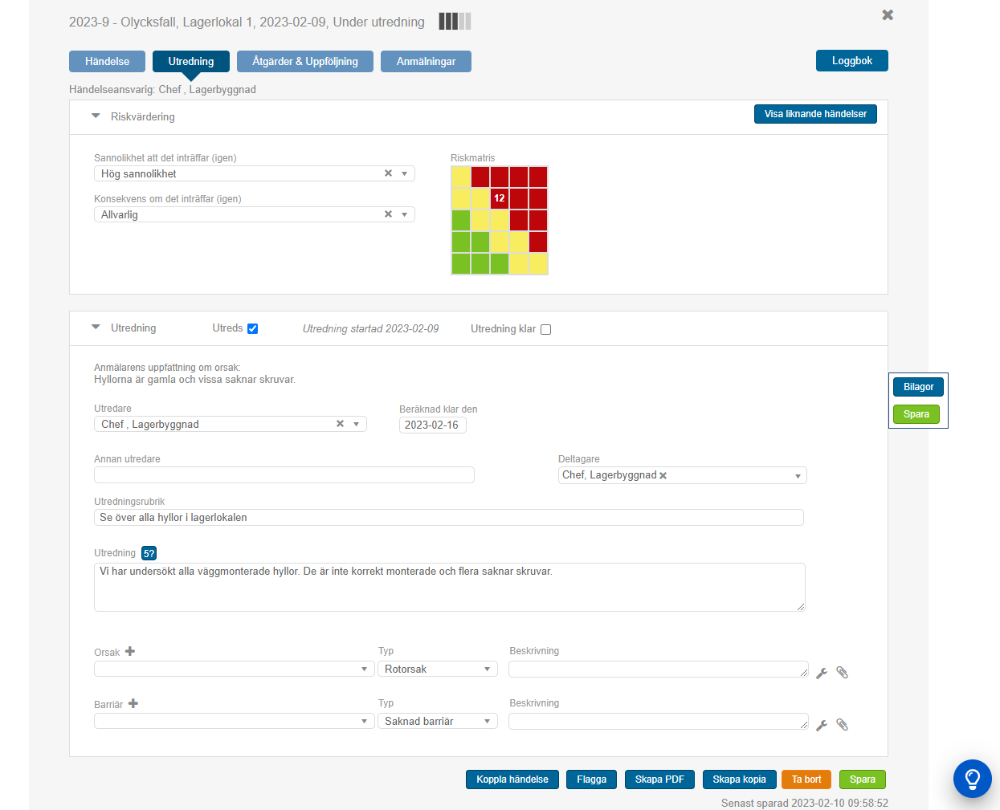 2023-9 - Olycksfall, Lagerlokal 1, 2023-02-09, Under utredning
Händelse
Utredning
Åtgärder & Uppföljning
Anmälningar
Loggbok
Händelseansvarig: Chef , Lagerbyggnad
Riskvärdering
Visa liknande händelser
Sannolikhet att det inträffar (igen)
Hög sannolikhet
Konsekvens om det inträffar (igen)
Allvarlig
Riskmatris
12
Utredning
Utreds
Utredning startad 2023-02-09
Utredning klar
Anmälarens uppfattning om orsak:
Hyllorna är gamla och vissa saknar skruvar.
Bilagor
Spara
Utredare
Chef , Lagerbyggnad
Beräknad klar den
2023-02-16
Annan utredare
Deltagare
Chef, Lagerbyggnad
Utredningsrubrik
Se över alla hyllor i lagerlokalen
Utredning 5?
Vi har undersökt alla väggmonterade hyllor. De är inte korrekt monterade och flera saknar skruvar.
Orsak
Typ
Beskrivning
Rotorsak
Barriär
Typ
Beskrivning
Saknad barriär
Koppla händelse
Flagga
Skapa PDF
Skapa kopia
Ta bort
Spara
Senast sparad 2023-02-10 09:58:52